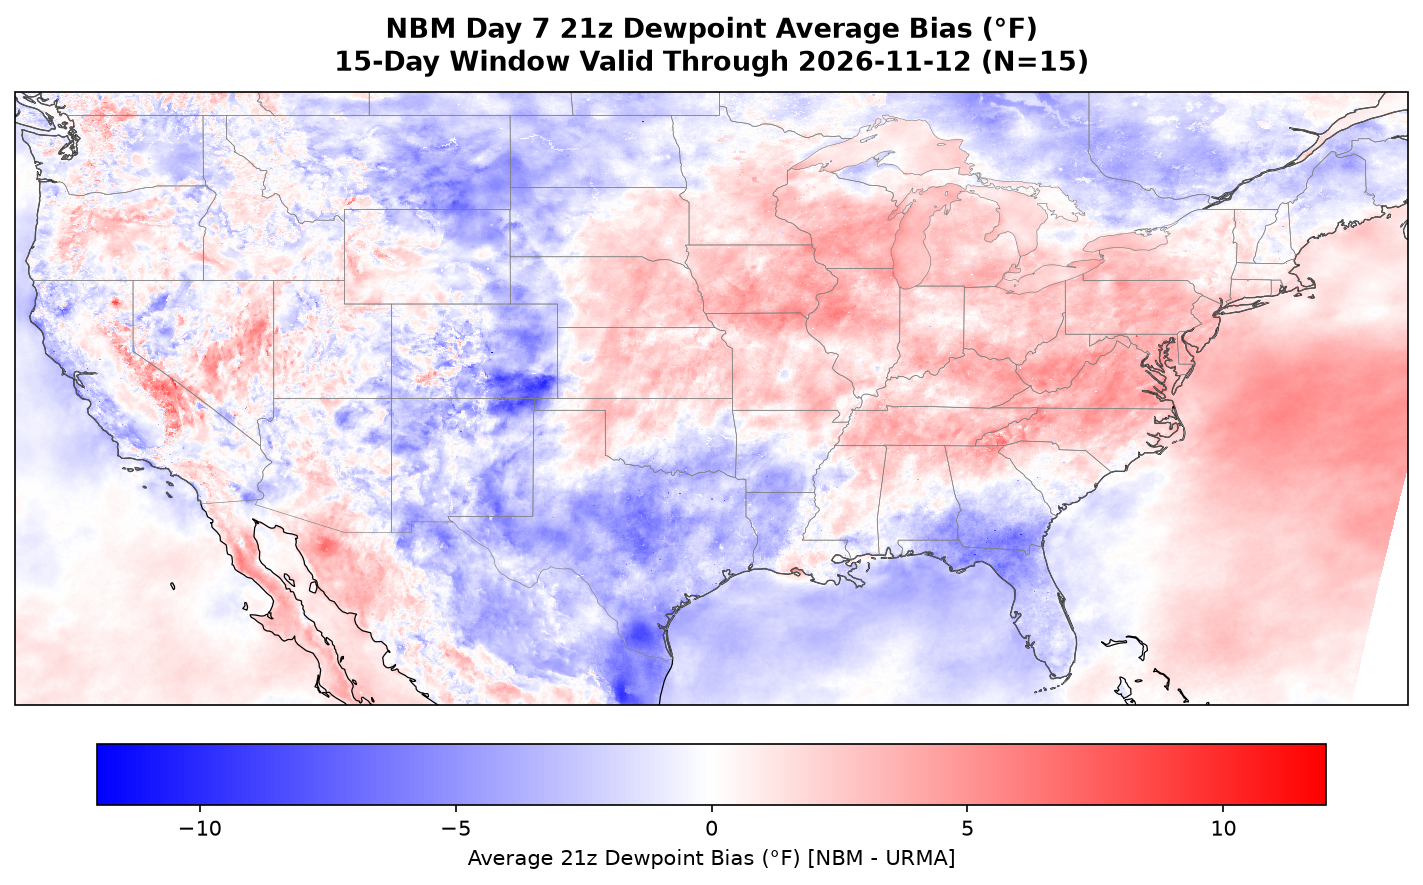 NBM Day 7 21z Dewpoint Average Bias (°F)
15-Day Window Valid Through 2026-11-12 (N=15)
−10
−5
0
5
10
Average 21z Dewpoint Bias (°F) [NBM - URMA]